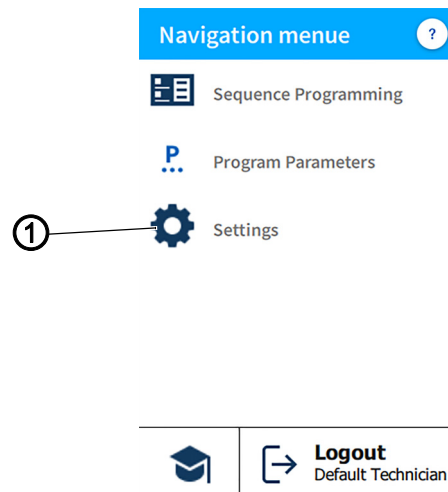 Navigation menue ?
Sequence Programming
P
Program Parameters
1
Settings
Logout
Default Technician